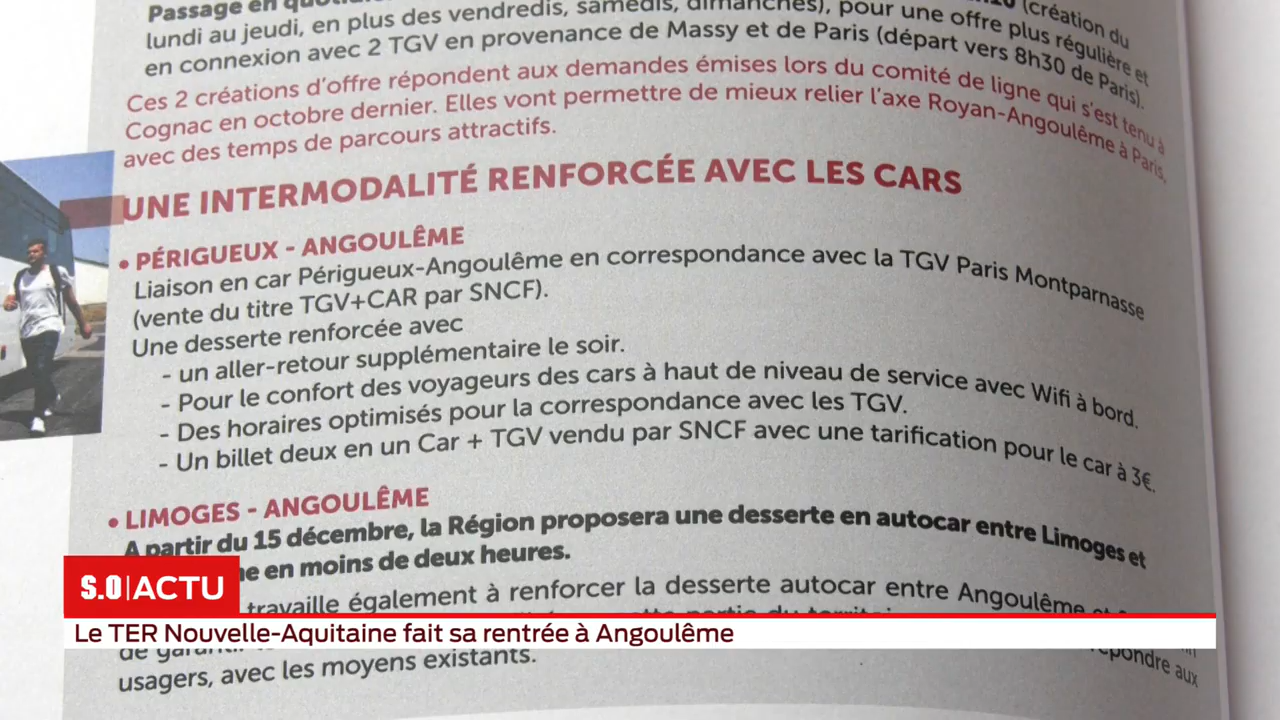 Passage en
(création du
lundi au jeudi, en plus des vendredis, samedis, dimanches), pour une offre plus régulière et
en connexion avec 2 TGV en provenance de Massy et de Paris (départ vers 8h30 de Paris).
Ces 2 créations d'offre répondent aux demandes émises lors du comité de ligne qui s'est tenu à
Cognac en octobre dernier. Elles vont permettre de mieux relier l'axe Royan-Angoulême à Paris,
avec des temps de parcours attractifs.
UNE INTERMODALITÉ RENFORCÉE AVEC LES CARS
• PÉRIGUEUX - ANGOULÊME
Liaison en car Périgueux-Angoulême en correspondance avec la TGV Paris Montparnasse
(vente du titre TGV+CAR par SNCF).
Une desserte renforcée avec
- un aller-retour supplémentaire le soir.
- Pour le confort des voyageurs des cars à haut de niveau de service avec Wifi à bord.
- Des horaires optimisés pour la correspondance avec les TGV.
- Un billet deux en un Car + TGV vendu par SNCF avec une tarification pour le car à 3€.
• LIMOGES - ANGOULÊME
A partir du 15 décembre, la Région proposera une desserte en autocar entre Limoges et
en moins de deux heures.
S.O|ACTU
travaille également à renforcer la desserte autocar entre Angoulême
Le TER Nouvelle-Aquitaine fait sa rentrée à Angoulême
répondre aux
usagers, avec les moyens existants.